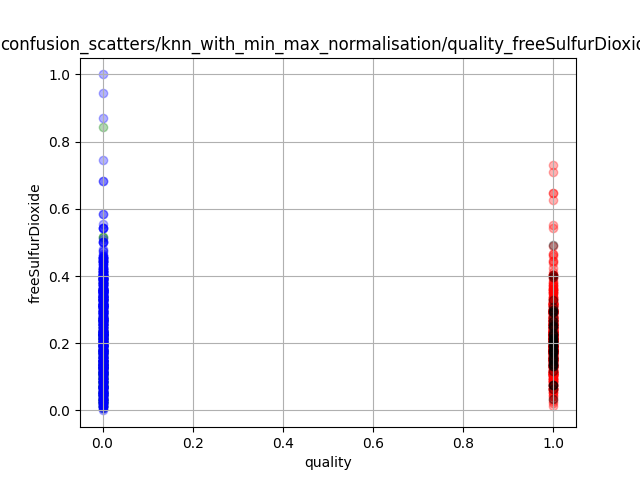 confusion_scatters/knn_with_min_max_normalisation/quality_freeSulfurDioxi
1.0
0.8
0.6
0.4
0.2
0.0
freeSulfurDioxide
0.0 0.2 0.4 0.6 0.8 1.0
quality